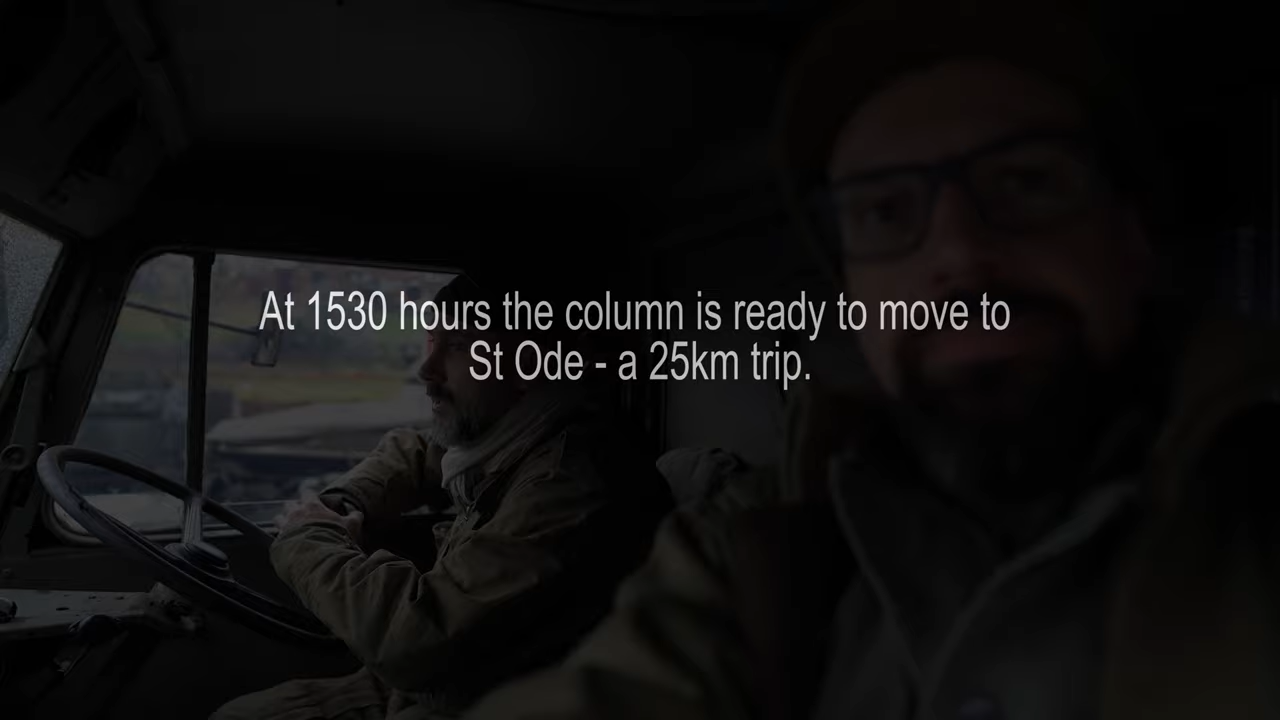 At 1530 hours the column is ready to move to
St Ode - a 25km trip.